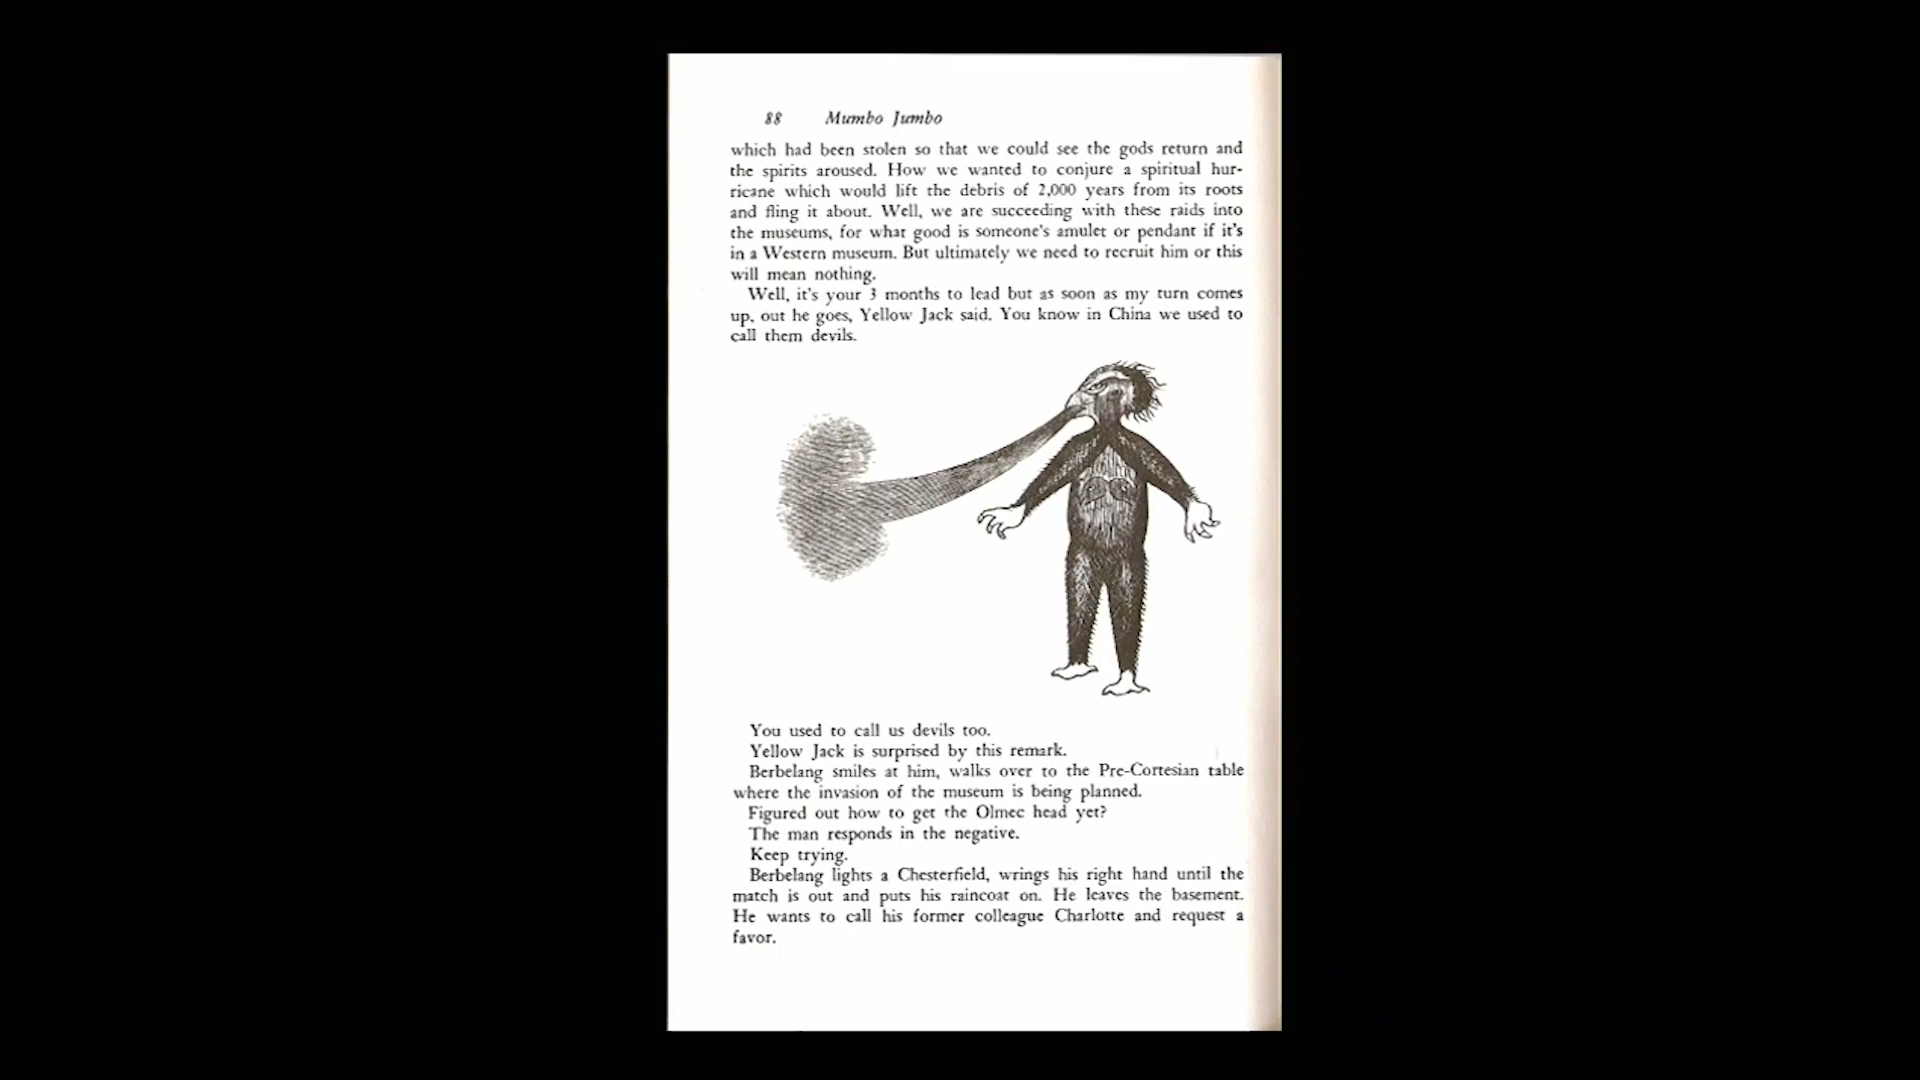 88 Mumbo Jumbo
which had been stolen so that we could see the gods return and
the spirits aroused. How we wanted to conjure a spiritual hur-
ricane which would lift the debris of 2,000 years from its roots
and fling it about. Well, we are succeeding with these raids into
the museums, for what good is someone's amulet or pendant if it's
in a Western museum. But ultimately we need to recruit him or this
will mean nothing.
Well, it's your 3 months to lead but as soon as my turn comes
up, out he goes, Yellow Jack said. You know in China we used to
call them devils.
You used to call us devils too.
Yellow Jack is surprised by this remark.
Berbelang smiles at him, walks over to the Pre-Cortesian table
where the invasion of the museum is being planned.
Figured out how to get the Olmec head yet?
The man responds in the negative.
Keep trying.
Berbelang lights a Chesterfield, wrings his right hand until the
match is out and puts his raincoat on. He leaves the basement.
He wants to call his former colleague Charlotte and request a
favor.